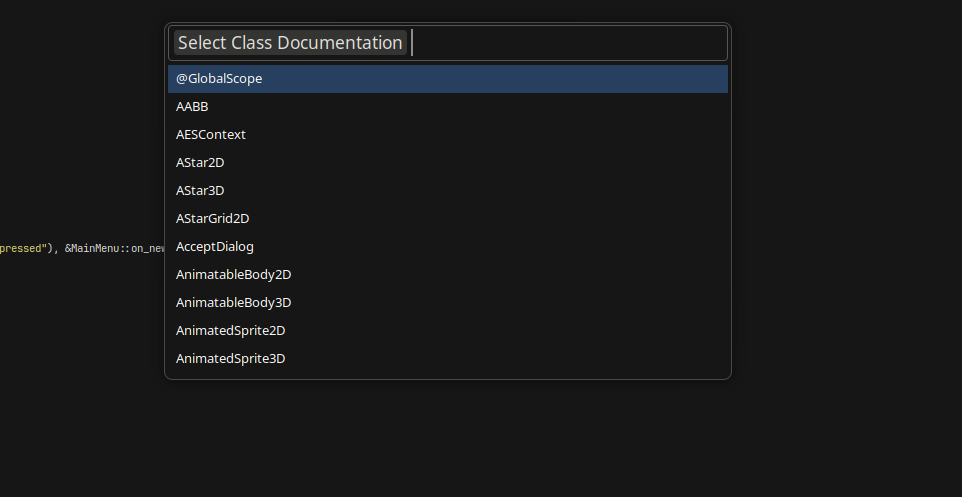 Select Class Documentation
@GlobalScope
AABB
AESContext
AStar2D
AStar3D
AStarGrid2D
pressed"), &MainMenu::on_new
AcceptDialog
AnimatableBody2D
AnimatableBody3D
AnimatedSprite2D
AnimatedSprite3D